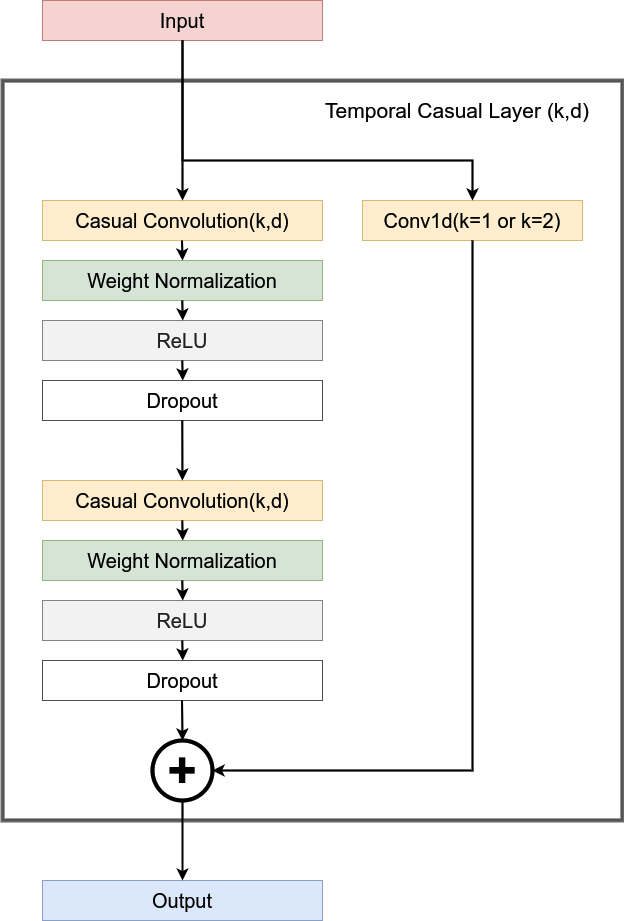 Input
Temporal Casual Layer (k,d)
Casual Convolution(k,d)
Conv1d(k=1 or k=2)
Weight Normalization
ReLU
Dropout
Casual Convolution(k,d)
Weight Normalization
ReLU
Dropout
+
Output